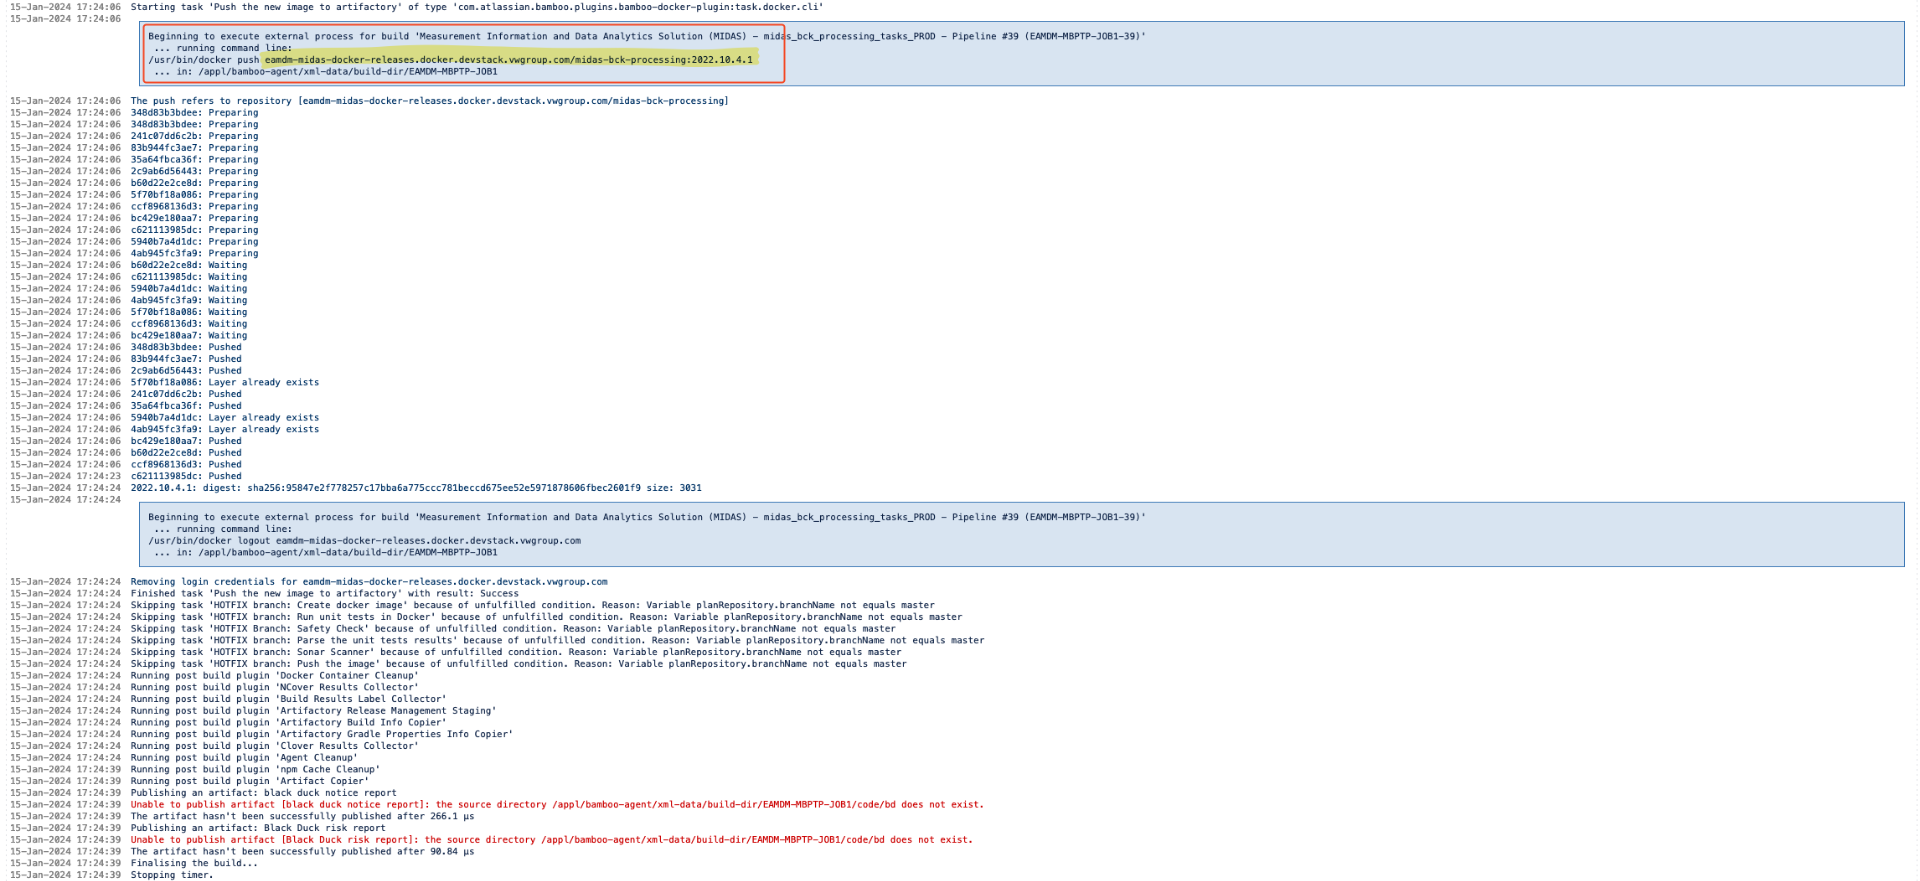 15-Jan-2024 17:24:06 Starting task 'Push the new image to artifactory' of type 'com.atlassian.bamboo.plugins.bamboo-docker-plugin:task.docker.cli'
15-Jan-2024 17:24:06
Beginning to execute external process for build 'Measurement Information and Data Analytics Solution (MIDAS) - midas_bck_processing_tasks_PROD - Pipeline #39 (EAMDM-MBPTP-JOB1-39)'
... running command line:
/usr/bin/docker push eamdm-midas-docker-releases.docker.devstack.vwgroup.com/midas-bck-processing:2022.10.4.1
... in: /appl/bamboo-agent/xml-data/build-dir/EAMDM-MBPTP-JOB1
15-Jan-2024 17:24:06 The push refers to repository [eamdm-midas-docker-releases.docker.devstack.vwgroup.com/midas-bck-processing]
15-Jan-2024 17:24:06 348d83b3bdee: Preparing
15-Jan-2024 17:24:06 348d83b3bdee: Preparing
15-Jan-2024 17:24:06 241c07dd6c2b: Preparing
15-Jan-2024 17:24:06 83b944fc3ae7: Preparing
15-Jan-2024 17:24:06 35a64fbca36f: Preparing
15-Jan-2024 17:24:06 2c9ab6d56443: Preparing
15-Jan-2024 17:24:06 b60d22e2ce8d: Preparing
15-Jan-2024 17:24:06 5f70bf18a086: Preparing
15-Jan-2024 17:24:06 ccf8968136d3: Preparing
15-Jan-2024 17:24:06 bc429e180aa7: Preparing
15-Jan-2024 17:24:06 c621113985dc: Preparing
15-Jan-2024 17:24:06 5940b7a4d1dc: Preparing
15-Jan-2024 17:24:06 4ab945fc3fa9: Preparing
15-Jan-2024 17:24:06 b60d22e2ce8d: Waiting
15-Jan-2024 17:24:06 c621113985dc: Waiting
15-Jan-2024 17:24:06 5940b7a4d1dc: Waiting
15-Jan-2024 17:24:06 4ab945fc3fa9: Waiting
15-Jan-2024 17:24:06 5f70bf18a086: Waiting
15-Jan-2024 17:24:06 ccf8968136d3: Waiting
15-Jan-2024 17:24:06 bc429e180aa7: Waiting
15-Jan-2024 17:24:06 348d83b3bdee: Pushed
15-Jan-2024 17:24:06 83b944fc3ae7: Pushed
15-Jan-2024 17:24:06 2c9ab6d56443: Pushed
15-Jan-2024 17:24:06 5f70bf18a086: Layer already exists
15-Jan-2024 17:24:06 241c07dd6c2b: Pushed
15-Jan-2024 17:24:06 35a64fbca36f: Pushed
15-Jan-2024 17:24:06 5940b7a4d1dc: Layer already exists
15-Jan-2024 17:24:06 4ab945fc3fa9: Layer already exists
15-Jan-2024 17:24:06 bc429e180aa7: Pushed
15-Jan-2024 17:24:06 b60d22e2ce8d: Pushed
15-Jan-2024 17:24:06 ccf8968136d3: Pushed
15-Jan-2024 17:24:23 c621113985dc: Pushed
15-Jan-2024 17:24:24 2022.10.4.1: digest: sha256:95847e2f778257c17bba6a775ccc781beccd675ee52e5971878606fbec2601f9 size: 3031
15-Jan-2024 17:24:24
Beginning to execute external process for build 'Measurement Information and Data Analytics Solution (MIDAS) - midas_bck_processing_tasks_PROD - Pipeline #39 (EAMDM-MBPTP-JOB1-39)'
... running command line:
/usr/bin/docker logout eamdm-midas-docker-releases.docker.devstack.vwgroup.com
... in: /appl/bamboo-agent/xml-data/build-dir/EAMDM-MBPTP-JOB1
15-Jan-2024 17:24:24 Removing login credentials for eamdm-midas-docker-releases.docker.devstack.vwgroup.com
15-Jan-2024 17:24:24 Finished task 'Push the new image to artifactory' with result: Success
15-Jan-2024 17:24:24 Skipping task 'HOTFIX branch: Create docker image' because of unfulfilled condition. Reason: Variable planRepository.branchName not equals master
15-Jan-2024 17:24:24 Skipping task 'HOTFIX branch: Run unit tests in Docker' because of unfulfilled condition. Reason: Variable planRepository.branchName not equals master
15-Jan-2024 17:24:24 Skipping task 'HOTFIX Branch: Safety Check' because of unfulfilled condition. Reason: Variable planRepository.branchName not equals master
15-Jan-2024 17:24:24 Skipping task 'HOTFIX Branch: Parse the unit tests results' because of unfulfilled condition. Reason: Variable planRepository.branchName not equals master
15-Jan-2024 17:24:24 Skipping task 'HOTFIX branch: Sonar Scanner' because of unfulfilled condition. Reason: Variable planRepository.branchName not equals master
15-Jan-2024 17:24:24 Skipping task 'HOTFIX branch: Push the image' because of unfulfilled condition. Reason: Variable planRepository.branchName not equals master
15-Jan-2024 17:24:24 Running post build plugin 'Docker Container Cleanup'
15-Jan-2024 17:24:24 Running post build plugin 'NCover Results Collector'
15-Jan-2024 17:24:24 Running post build plugin 'Build Results Label Collector'
15-Jan-2024 17:24:24 Running post build plugin 'Artifactory Release Management Staging'
15-Jan-2024 17:24:24 Running post build plugin 'Artifactory Build Info Copier'
15-Jan-2024 17:24:24 Running post build plugin 'Artifactory Gradle Properties Info Copier'
15-Jan-2024 17:24:24 Running post build plugin 'Clover Results Collector'
15-Jan-2024 17:24:24 Running post build plugin 'Agent Cleanup'
15-Jan-2024 17:24:39 Running post build plugin 'npm Cache Cleanup'
15-Jan-2024 17:24:39 Running post build plugin 'Artifact Copier'
15-Jan-2024 17:24:39 Publishing an artifact: black duck notice report
15-Jan-2024 17:24:39 Unable to publish artifact [black duck notice report]: the source directory /appl/bamboo-agent/xml-data/build-dir/EAMDM-MBPTP-JOB1/code/bd does not exist.
15-Jan-2024 17:24:39 The artifact hasn't been successfully published after 266.1 μs
15-Jan-2024 17:24:39 Publishing an artifact: Black Duck risk report
15-Jan-2024 17:24:39 Unable to publish artifact [Black Duck risk report]: the source directory /appl/bamboo-agent/xml-data/build-dir/EAMDM-MBPTP-JOB1/code/bd does not exist.
15-Jan-2024 17:24:39 The artifact hasn't been successfully published after 90.84 μs
15-Jan-2024 17:24:39 Finalising the build...
15-Jan-2024 17:24:39 Stopping timer.